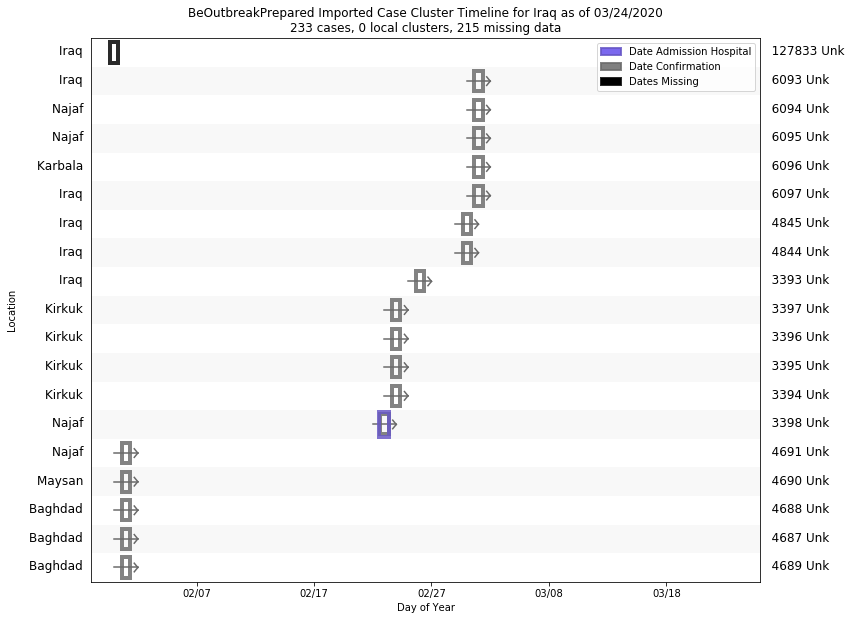 BeOutbreakPrepared Imported Case Cluster Timeline for Iraq as of 03/24/2020
233 cases, 0 local clusters, 215 missing data
Date Admission Hospital
Date Confirmation
Dates Missing
Iraq 127833 Unk
Iraq 6093 Unk
Najaf 6094 Unk
Najaf 6095 Unk
Karbala 6096 Unk
Iraq 6097 Unk
Iraq 4845 Unk
Iraq 4844 Unk
Iraq 3393 Unk
Kirkuk 3397 Unk
Kirkuk 3396 Unk
Kirkuk 3395 Unk
Kirkuk 3394 Unk
Najaf 3398 Unk
Najaf 4691 Unk
Maysan 4690 Unk
Baghdad 4688 Unk
Baghdad 4687 Unk
Baghdad 4689 Unk
Location
02/07 02/17 02/27 03/08 03/18
Day of Year